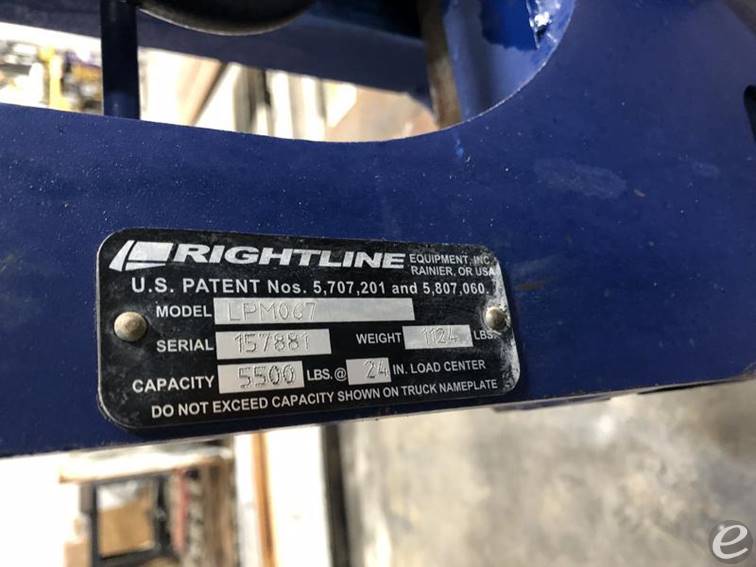 RIGHTLINE EQUIPMENT, INC.
RAINIER, OR USA
U.S. PATENT Nos. 5,707,201 and 5,807,060.
MODEL LPM067
SERIAL 157881 WEIGHT 1124 LBS.
CAPACITY 5500 LBS.@ 24 IN. LOAD CENTER
DO NOT EXCEED CAPACITY SHOWN ON TRUCK NAMEPLATE
e